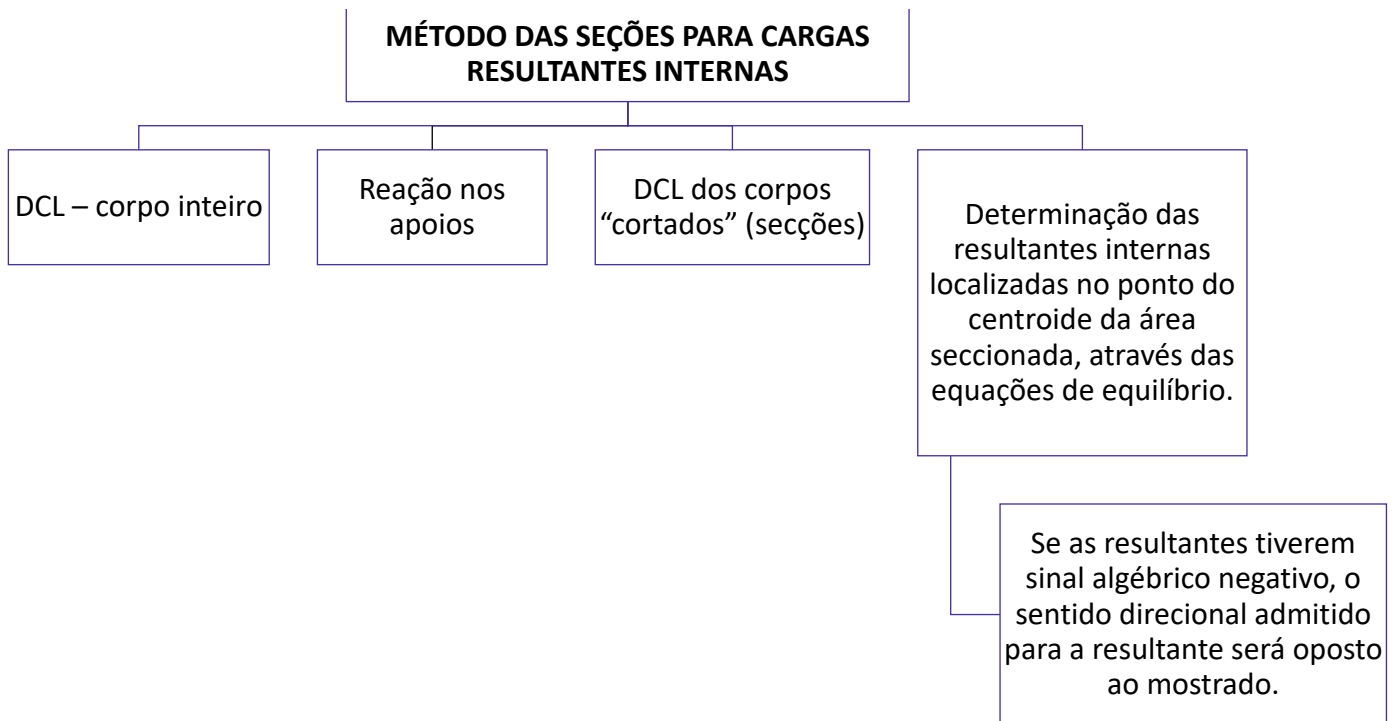 MÉTODO DAS SEÇÕES PARA CARGAS
RESULTANTES INTERNAS
DCL – corpo inteiro
Reação nos
apoios
DCL dos corpos
“cortados” (secções)
Determinação das
resultantes internas
localizadas no ponto do
centroide da área
seccionada, através das
equações de equilíbrio.
Se as resultantes tiverem
sinal algébrico negativo, o
sentido direcional admitido
para a resultante será oposto
ao mostrado.